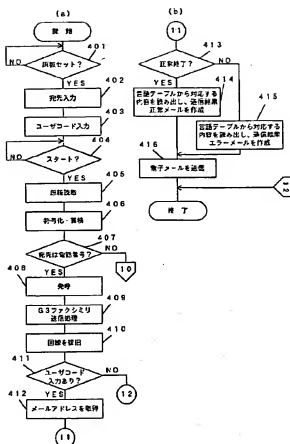 (a)
開 始
401
原稿セット?
NO
YES
402
宛先入力
403
ユーザコード入力
404
スタート?
NO
YES
405
原稿読取
406
符号化・蓄積
407
宛先は電話番号?
NO
10
YES
408
発呼
409
G3ファクシミリ
送信処理
410
回線を復旧
411
ユーザコード
入力あり?
NO
12
YES
412
メールアドレスを取得
11
(b)
11
413
正常終了?
NO
YES
414
言語テーブルから対応する
内容を読み出し、送信結果
正常メールを作成
415
言語テーブルから対応する
内容を読み出し、送信結果
エラーメールを作成
416
電子メールを送信
12
終 了